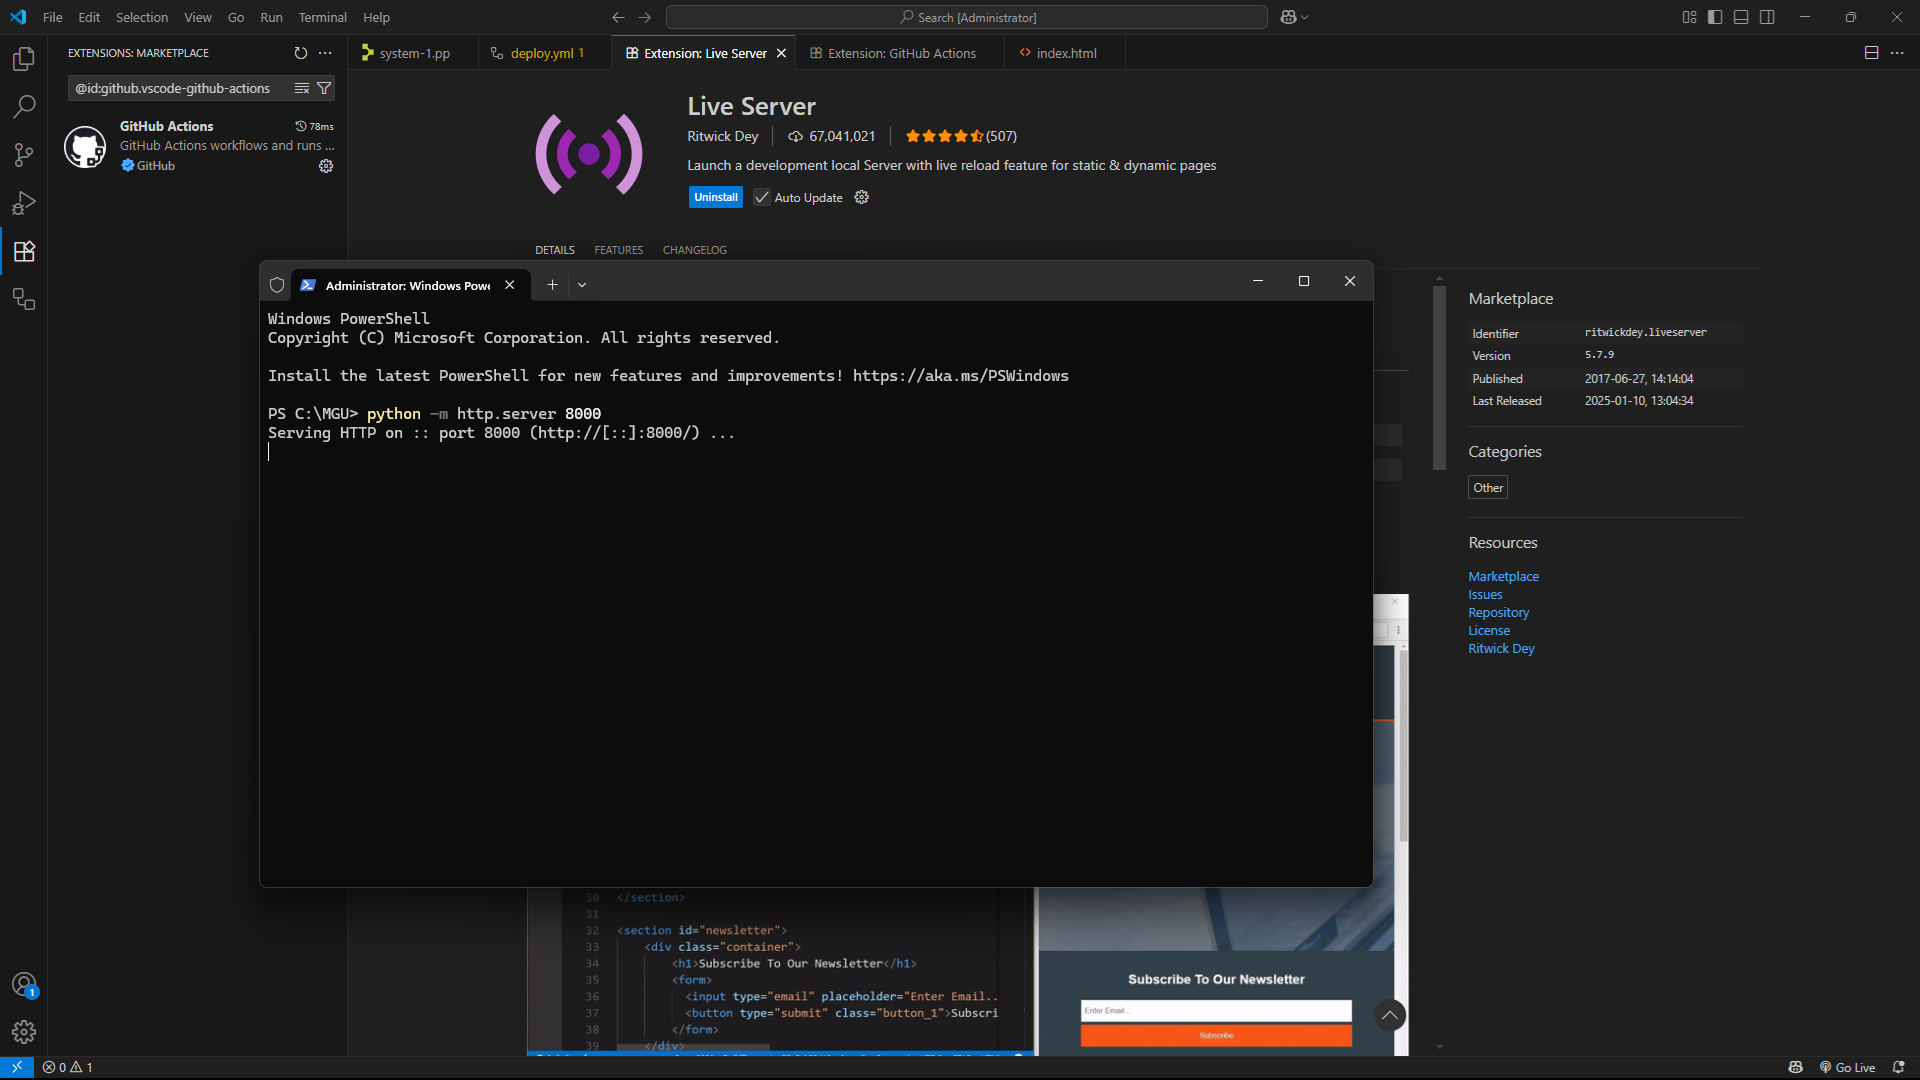 File Edit Selection View Go Run Terminal Help
Search [Administrator]
EXTENSIONS: MARKETPLACE
@id:github.vscode-github-actions
GitHub Actions
78ms
GitHub Actions workflows and runs ...
GitHub
system-1.pp
deploy.yml 1
Extension: Live Server
Extension: GitHub Actions
index.html
Live Server
Ritwick Dey
67,041,021
(507)
Launch a development local Server with live reload feature for static & dynamic pages
Uninstall
Auto Update
DETAILS FEATURES CHANGELOG
Administrator: Windows Powe
Windows PowerShell
Copyright (C) Microsoft Corporation. All rights reserved.
Install the latest PowerShell for new features and improvements! https://aka.ms/PSWindows
PS C:\MGU> python -m http.server 8000
Serving HTTP on :: port 8000 (http://[::]:8000/) ...
Marketplace
Identifier ritwickdey.liveserver
Version 5.7.9
Published 2017-06-27, 14:14:04
Last Released 2025-01-10, 13:04:34
Categories
Other
Resources
Marketplace
Issues
Repository
License
Ritwick Dey
30 </section>
31
32 <section id="newsletter">
33 <div class="container">
34 <h1>Subscribe To Our Newsletter</h1>
35 <form>
36 <input type="email" placeholder="Enter Email..
37 <button type="submit" class="button_1">Subscri
38 </form>
39 </div>
Subscribe To Our Newsletter
Enter Email...
Subscribe
1
0 1
Go Live